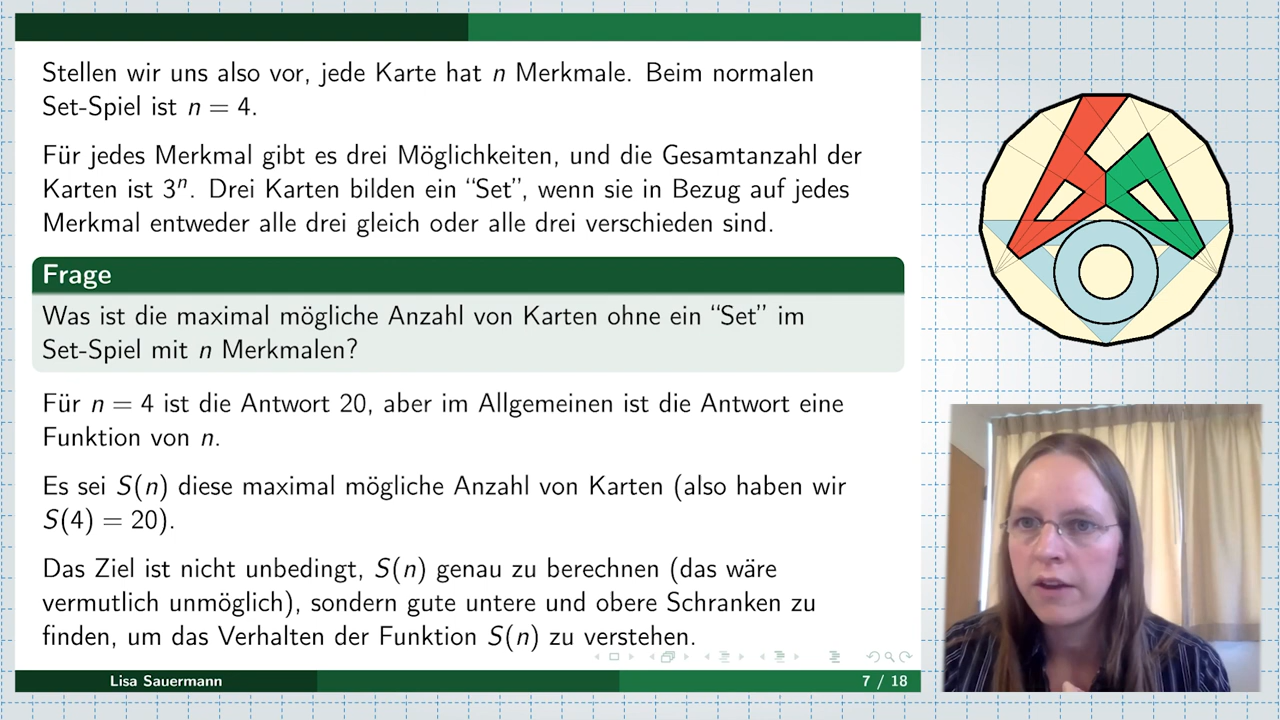 Stellen wir uns also vor, jede Karte hat n Merkmale. Beim normalen
Set-Spiel ist n = 4.
Für jedes Merkmal gibt es drei Möglichkeiten, und die Gesamtanzahl der
Karten ist 3ⁿ. Drei Karten bilden ein “Set”, wenn sie in Bezug auf jedes
Merkmal entweder alle drei gleich oder alle drei verschieden sind.
Frage
Was ist die maximal mögliche Anzahl von Karten ohne ein “Set” im
Set-Spiel mit n Merkmalen?
Für n = 4 ist die Antwort 20, aber im Allgemeinen ist die Antwort eine
Funktion von n.
Es sei S(n) diese maximal mögliche Anzahl von Karten (also haben wir
S(4) = 20).
Das Ziel ist nicht unbedingt, S(n) genau zu berechnen (das wäre
vermutlich unmöglich), sondern gute untere und obere Schranken zu
finden, um das Verhalten der Funktion S(n) zu verstehen.
Lisa Sauermann
7 / 18